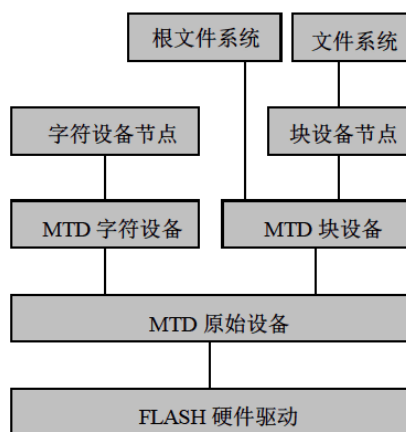 根文件系统
文件系统
字符设备节点
块设备节点
MTD 字符设备
MTD 块设备
MTD 原始设备
FLASH 硬件驱动